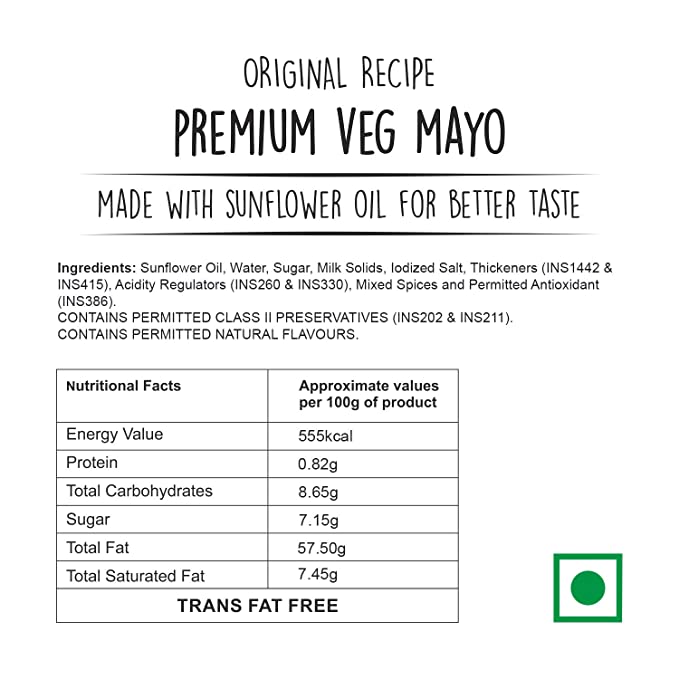 ORIGINAL RECIPE
PREMIUM VEG MAYO
MADE WITH SUNFLOWER OIL FOR BETTER TASTE
Ingredients: Sunflower Oil, Water, Sugar, Milk Solids, Iodized Salt, Thickeners (INS1442 &
INS415), Acidity Regulators (INS260 & INS330), Mixed Spices and Permitted Antioxidant
(INS386).
CONTAINS PERMITTED CLASS II PRESERVATIVES (INS202 & INS211).
CONTAINS PERMITTED NATURAL FLAVOURS.
Nutritional Facts Approximate values
per 100g of product
Energy Value 555kcal
Protein 0.82g
Total Carbohydrates 8.65g
Sugar 7.15g
Total Fat 57.50g
Total Saturated Fat 7.45g
TRANS FAT FREE